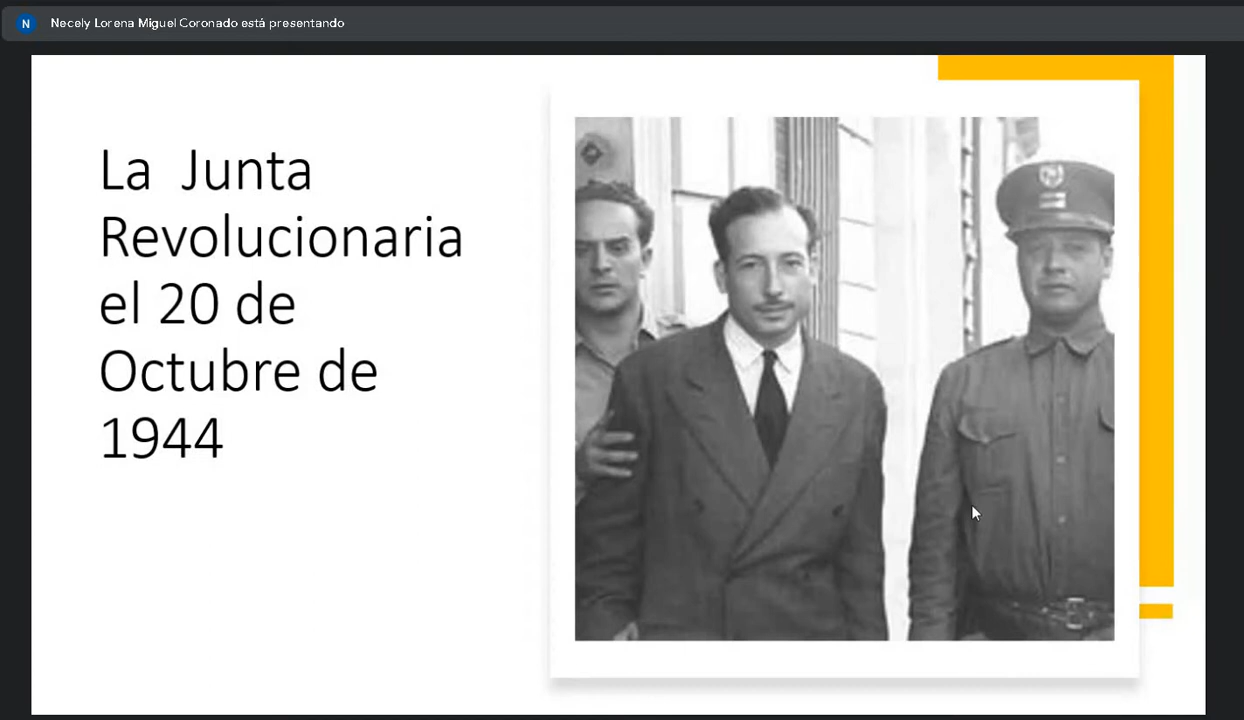 N Necely Lorena Miguel Coronado está presentando
La Junta
Revolucionaria
el 20 de
Octubre de
1944